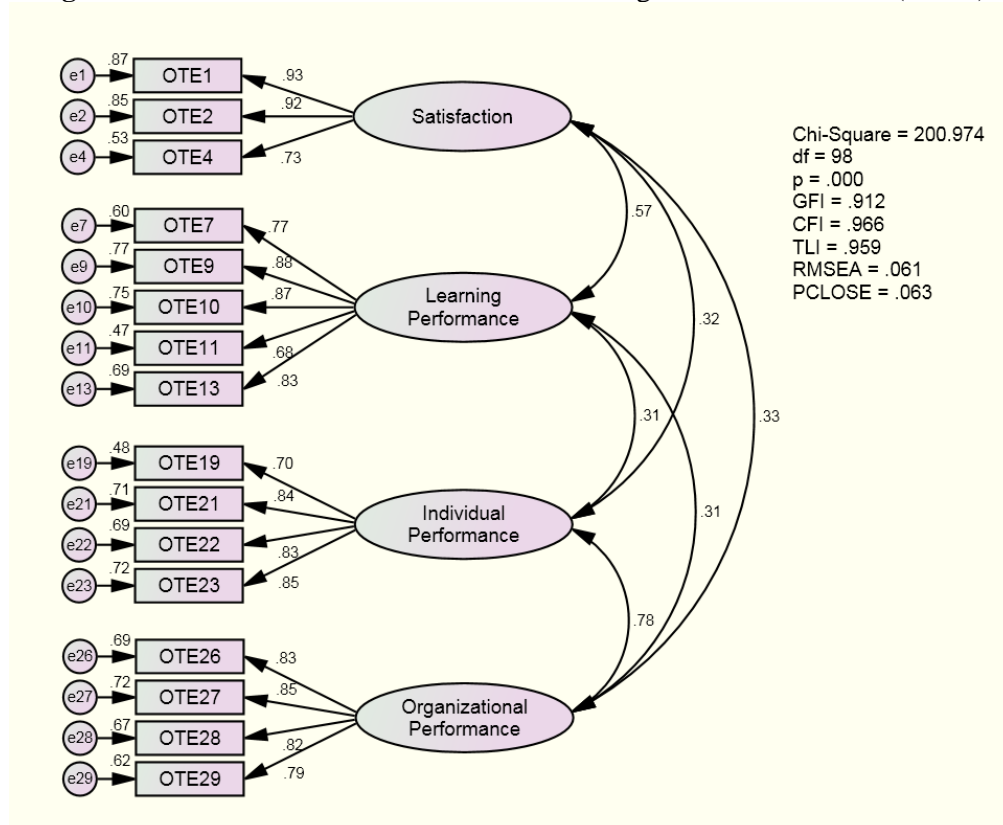 .87
e1
OTE1
.93
.85
e2
OTE2
.92
.53
e4
OTE4
.73
Satisfaction
Chi-Square = 200.974
df = 98
p = .000
GFI = .912
CFI = .966
TLI = .959
RMSEA = .061
PCLOSE = .063
.57
.60
e7
OTE7
.77
.77
e9
OTE9
.88
.75
e10
OTE10
.87
.47
e11
OTE11
.68
.69
e13
OTE13
.83
Learning
Performance
.32
.31
.33
.48
e19
OTE19
.70
.71
e21
OTE21
.84
.69
e22
OTE22
.83
.72
e23
OTE23
.85
Individual
Performance
.31
.78
.69
e26
OTE26
.83
.72
e27
OTE27
.85
.67
e28
OTE28
.82
.62
e29
OTE29
.79
Organizational
Performance